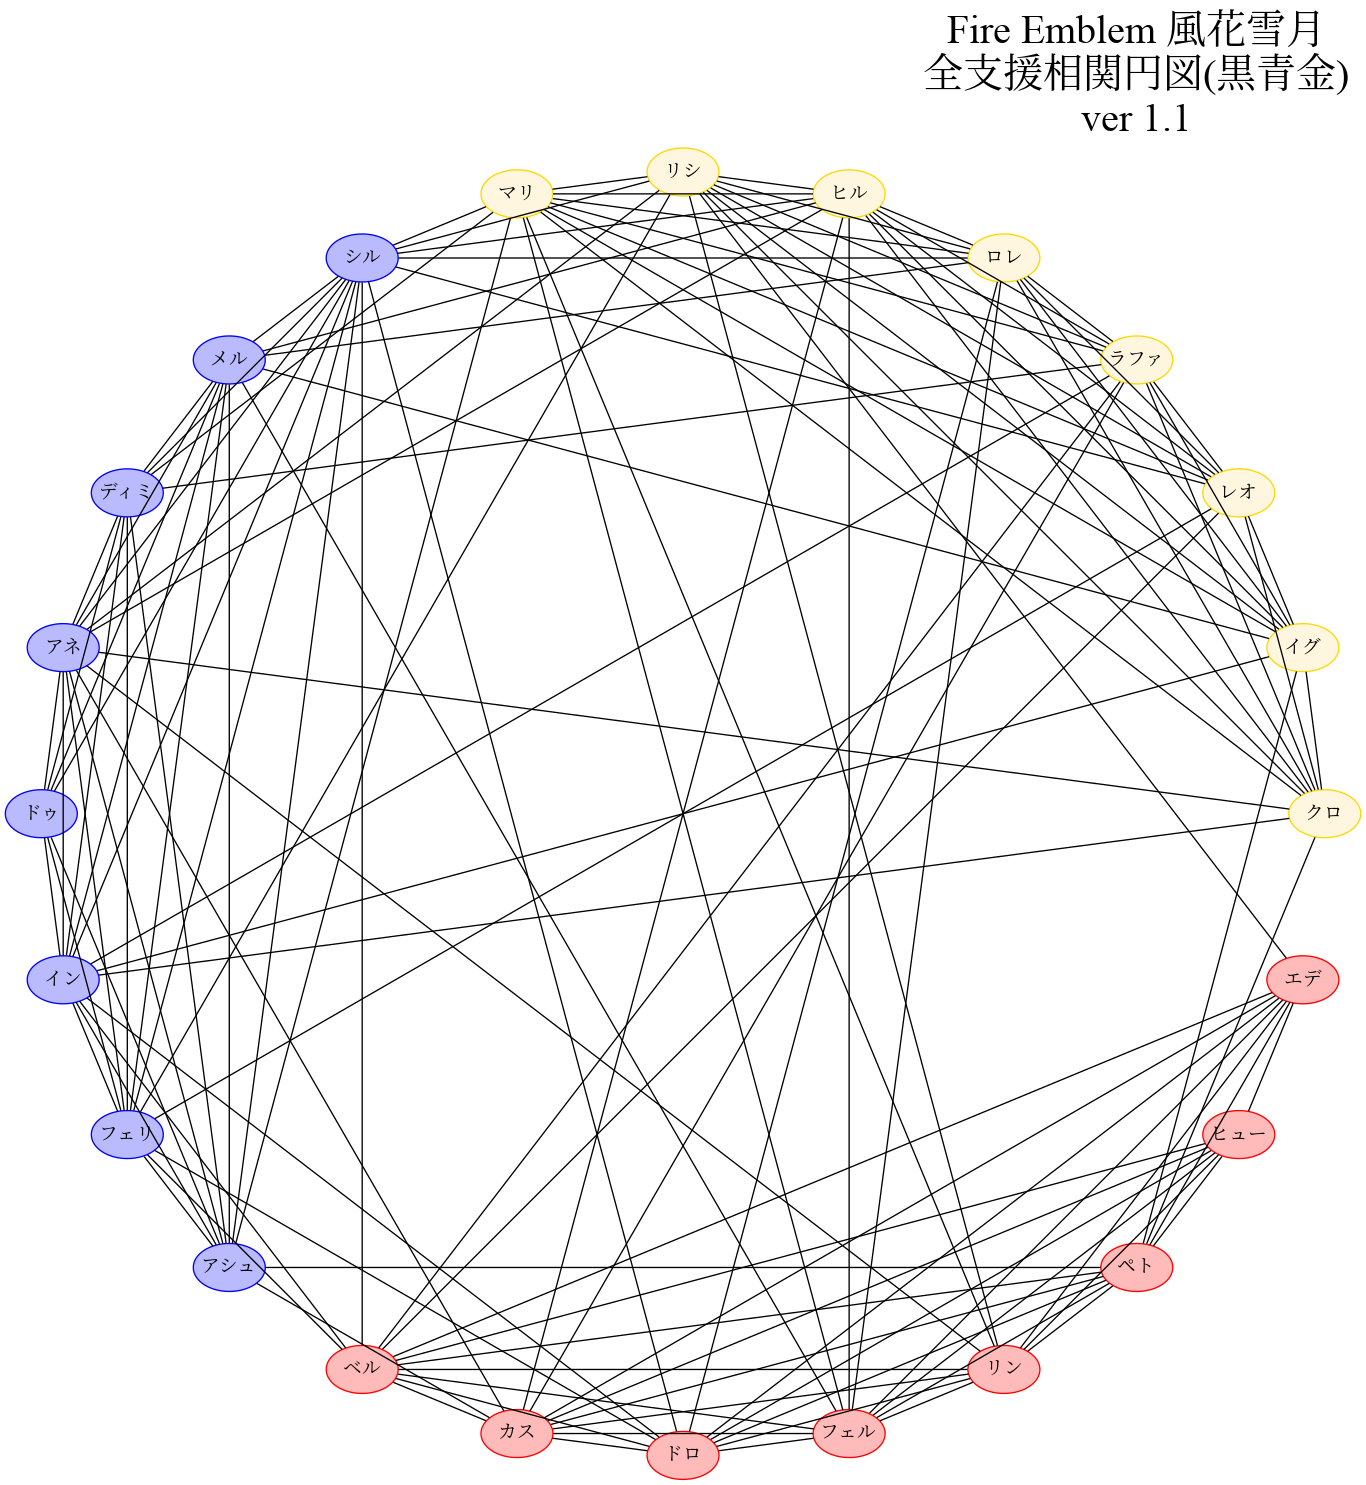 Fire Emblem 風花雪月
全支援相関円図(黒青金)
ver 1.1
リシ
マリ
ヒル
シル
ロレ
メル
ラファ
ディミ
レオ
アネ
イグ
ドゥ
クロ
イン
エデ
フェリ
ヒュー
アシュ
ペト
ベル
リン
カス
フェル
ドロ